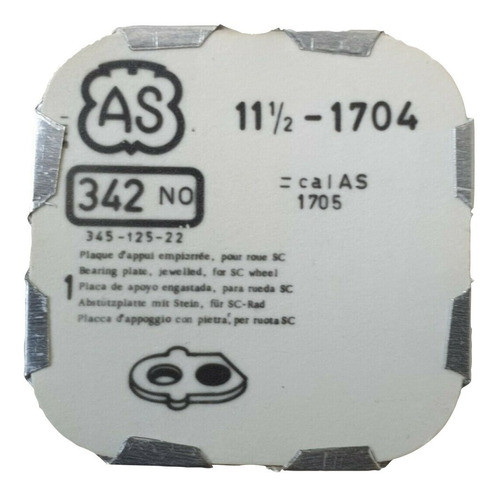 AS
11 ½ - 1704
342 NO
= cal AS
1705
345-125-22
Plaque d'appui empierrée, pour roue SC
Bearing plate, jewelled, for SC wheel
1 Placa de apoyo engastada, para rueda SC
Abstützplatte mit Stein, für SC-Rad
Placca d'appoggio con pietra, per ruota SC